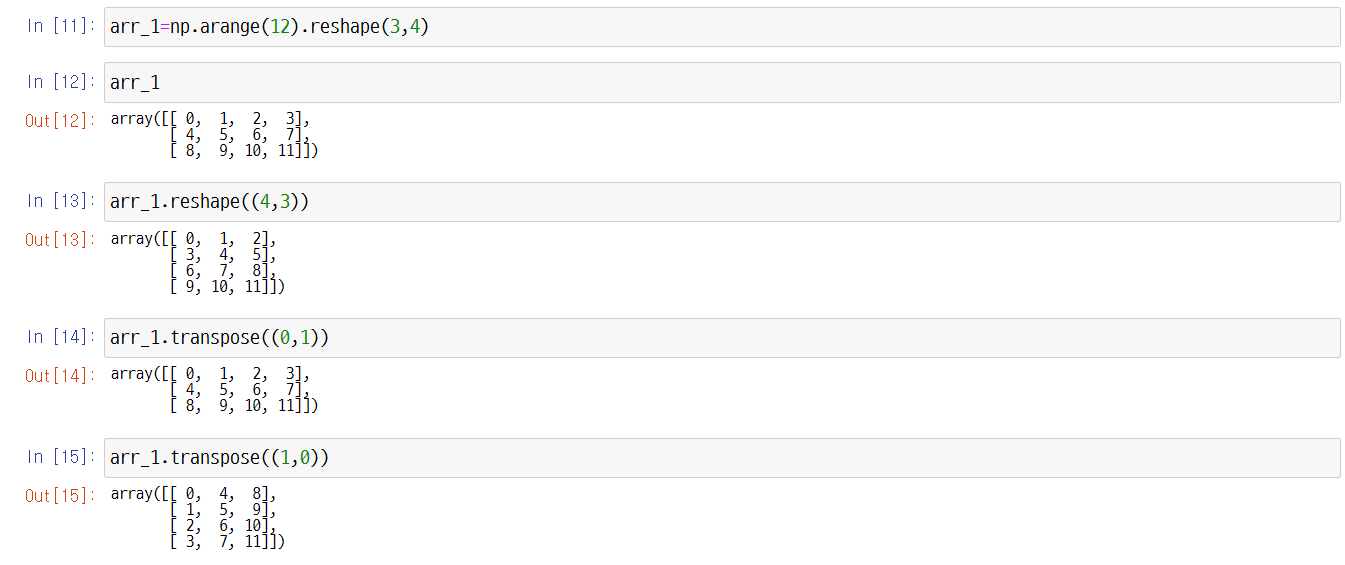 In [11]: arr_1=np.arange(12).reshape(3,4)
In [12]: arr_1
Out[12]: array([[ 0,  1,  2,  3],
       [ 4,  5,  6,  7],
       [ 8,  9, 10, 11]])
In [13]: arr_1.reshape((4,3))
Out[13]: array([[ 0,  1,  2],
       [ 3,  4,  5],
       [ 6,  7,  8],
       [ 9, 10, 11]])
In [14]: arr_1.transpose((0,1))
Out[14]: array([[ 0,  1,  2,  3],
       [ 4,  5,  6,  7],
       [ 8,  9, 10, 11]])
In [15]: arr_1.transpose((1,0))
Out[15]: array([[ 0,  4,  8],
       [ 1,  5,  9],
       [ 2,  6, 10],
       [ 3,  7, 11]])